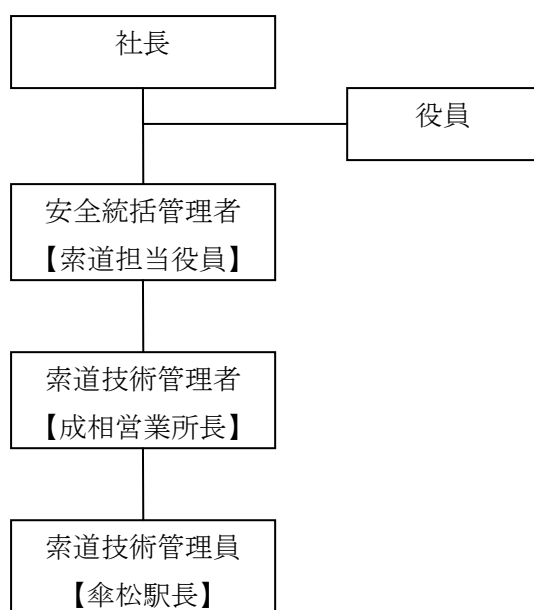 社長
役員
安全統括管理者
【索道担当役員】
索道技術管理者
【成相営業所長】
索道技術管理員
【傘松駅長】